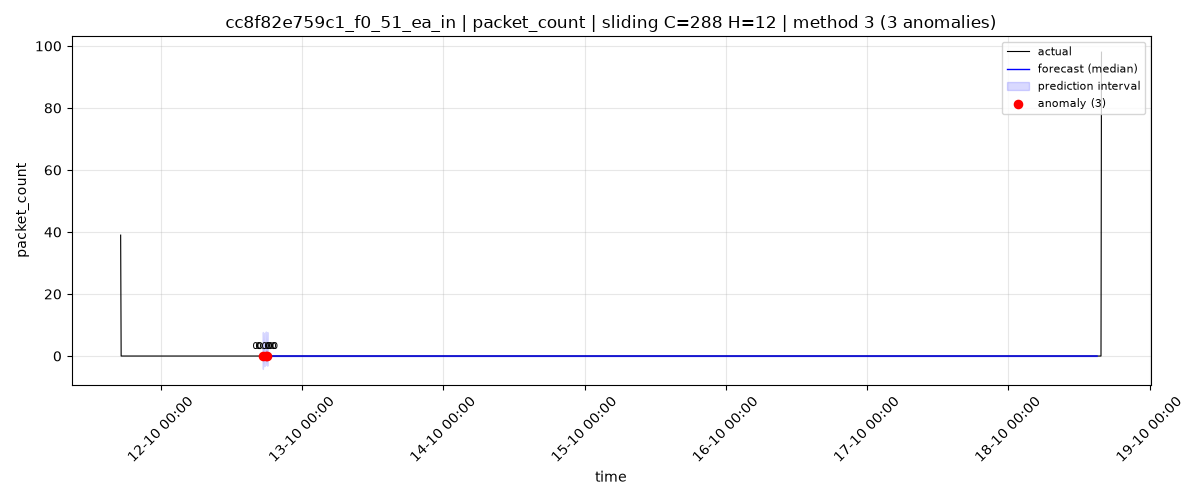 cc8f82e759c1_f0_51_ea_in | packet_count | sliding C=288 H=12 | method 3 (3 anomalies)
actual
forecast (median)
prediction interval
anomaly (3)
packet_count
100
80
60
40
20
0
12-10 00:00
13-10 00:00
14-10 00:00
15-10 00:00
16-10 00:00
17-10 00:00
18-10 00:00
19-10 00:00
time